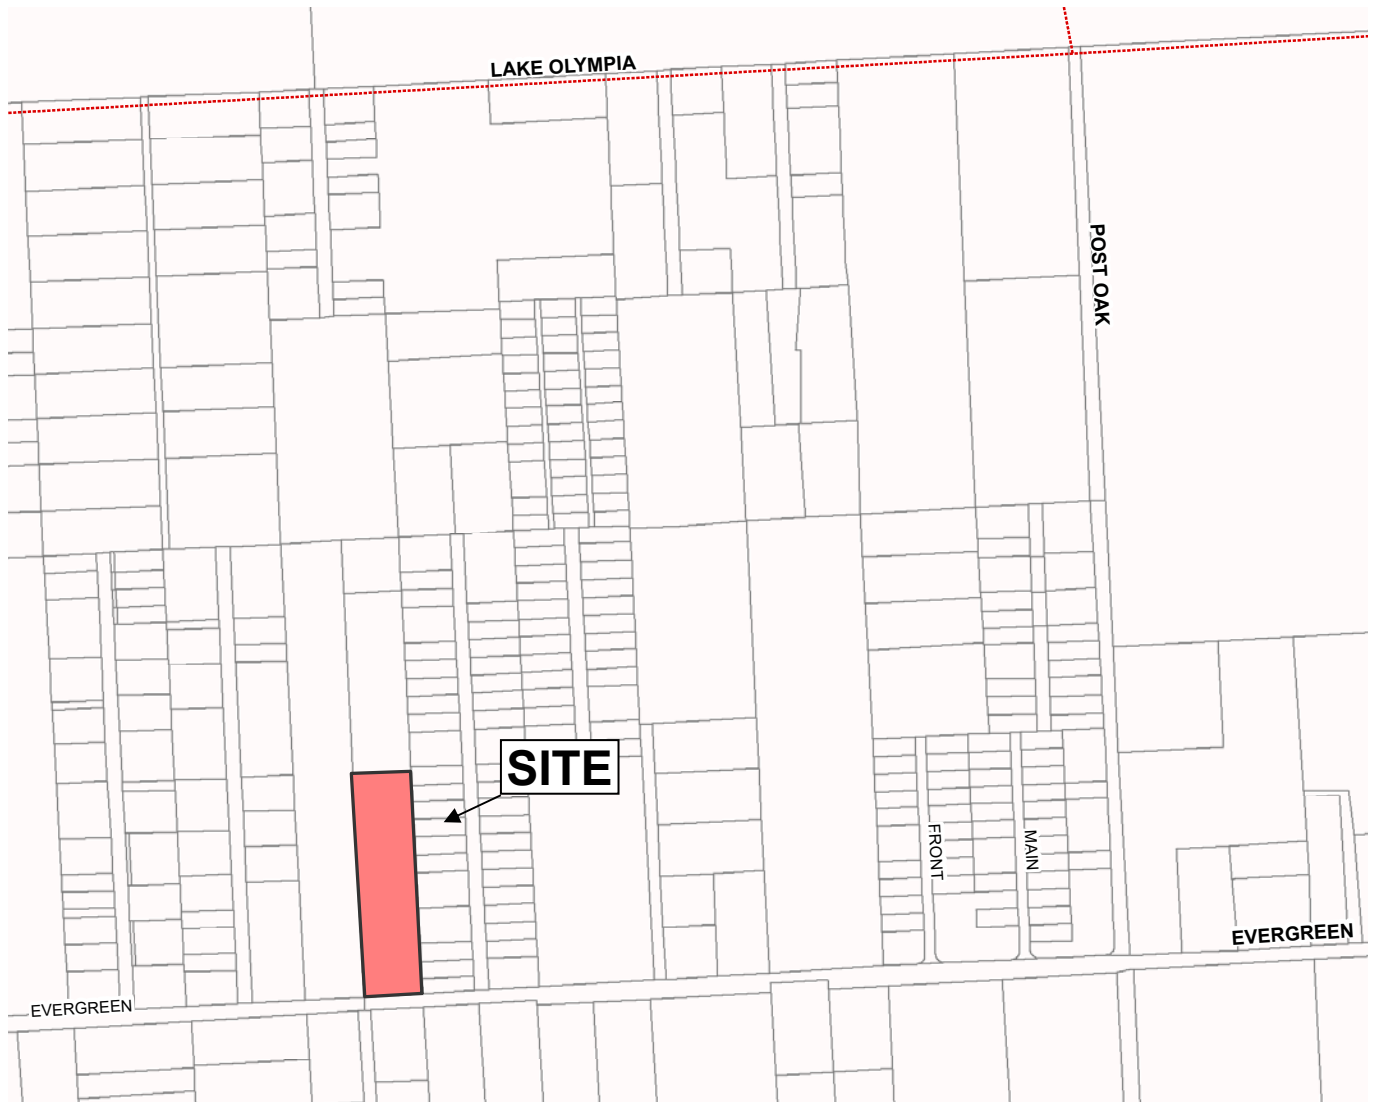 LAKE OLYMPIA
POST OAK
SITE
FRONT
MAIN
EVERGREEN
EVERGREEN